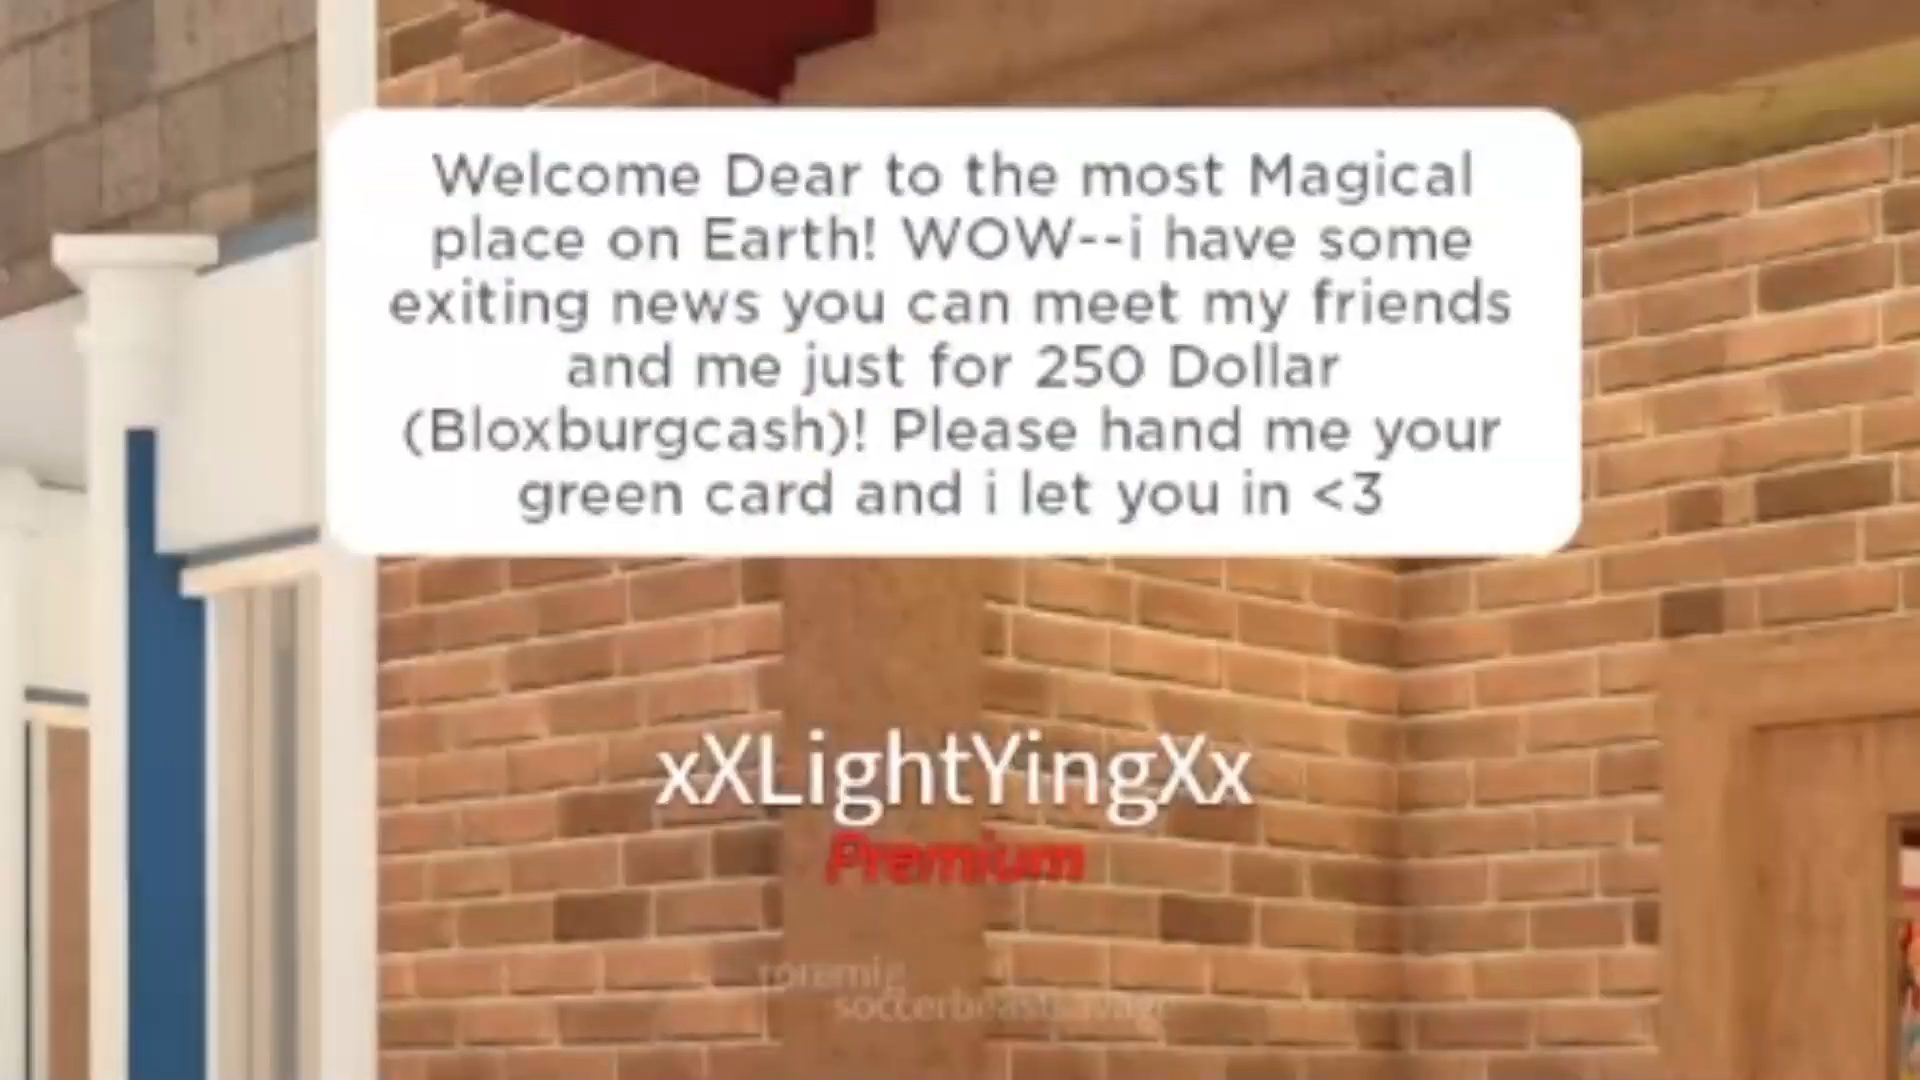 Welcome Dear to the most Magical
place on Earth! WOW--i have some
exiting news you can meet my friends
and me just for 250 Dollar
(Bloxburgcash)! Please hand me your
green card and i let you in <3
xXLightYingXx
Premium